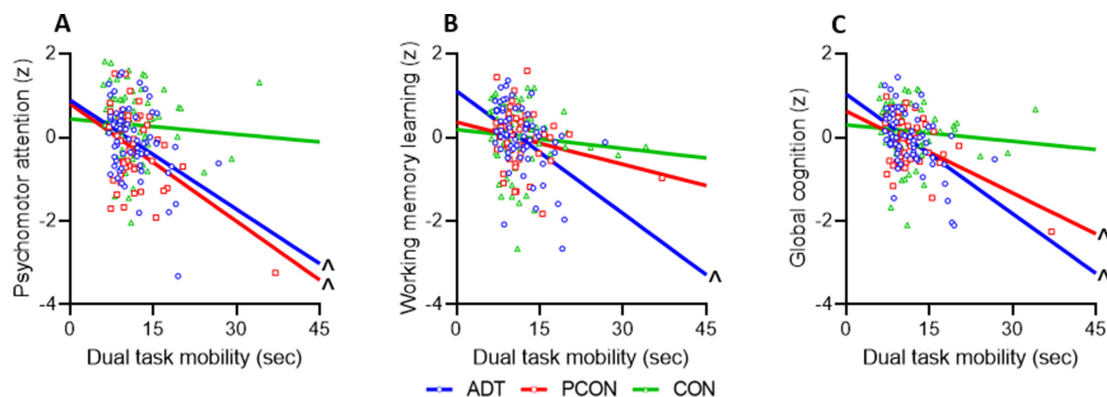 A
B
C
Psychomotor attention (z)
2
0
-2
-4
0
15
30
45
^
^
Dual task mobility (sec)
Working memory learning (z)
2
0
-2
-4
0
15
30
45
^
Dual task mobility (sec)
Global cognition (z)
2
0
-2
-4
0
15
30
45
^
^
Dual task mobility (sec)
ADT PCON CON